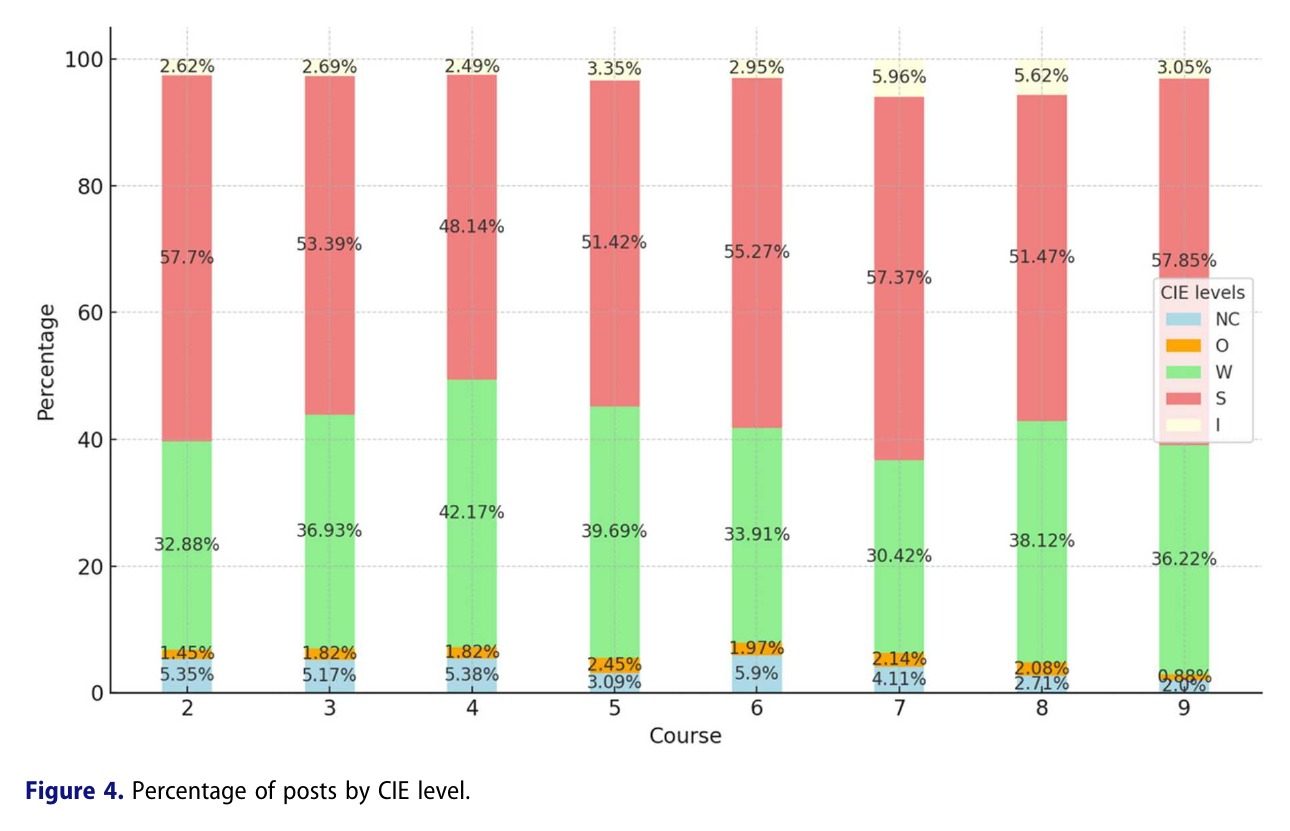 100
80
60
40
20
0
Percentage
2.62% 2.69% 2.49% 3.35% 2.95% 5.96% 5.62% 3.05%
57.7% 53.39% 48.14% 51.42% 55.27% 57.37% 51.47% 57.85%
32.88% 36.93% 42.17% 39.69% 33.91% 30.42% 38.12% 36.22%
1.45% 1.82% 1.82% 2.45% 1.97% 2.14% 2.08% 0.88%
5.35% 5.17% 5.38% 3.09% 5.9% 4.11% 2.71% 2.0%
CIE levels
NC
O
W
S
I
2 3 4 5 6 7 8 9
Course
Figure 4. Percentage of posts by CIE level.